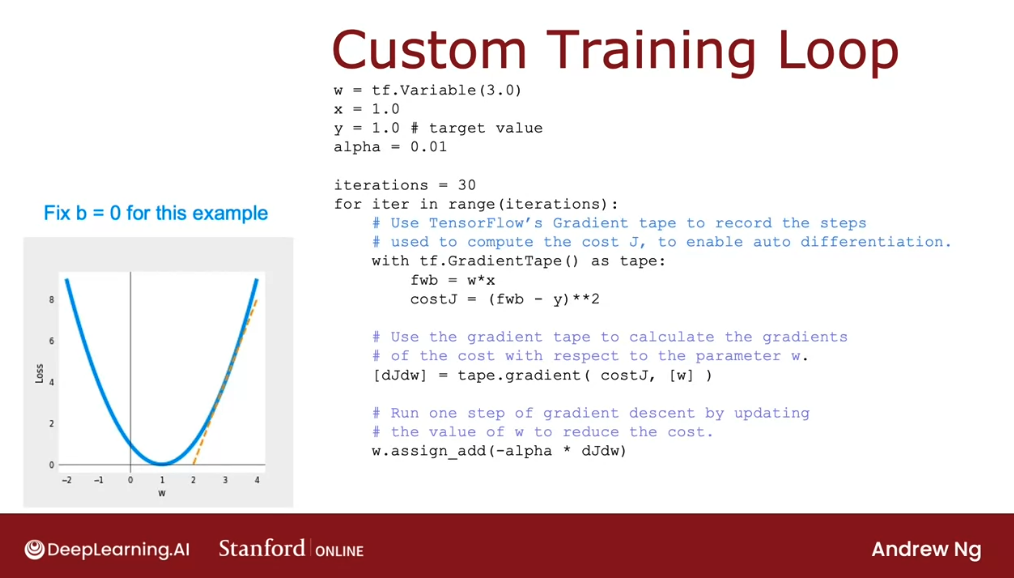 Custom Training Loop
w = tf.Variable(3.0)
x = 1.0
y = 1.0 # target value
alpha = 0.01
iterations = 30
for iter in range(iterations):
# Use TensorFlow's Gradient tape to record the steps
# used to compute the cost J, to enable auto differentiation.
with tf.GradientTape() as tape:
fwb = w*x
costJ = (fwb - y)**2
# Use the gradient tape to calculate the gradients
# of the cost with respect to the parameter w.
[dJdw] = tape.gradient( costJ, [w] )
# Run one step of gradient descent by updating
# the value of w to reduce the cost.
w.assign_add(-alpha * dJdw)
Fix b = 0 for this example
8
6
4
2
0
Loss
−2 −1 0 1 2 3 4
w
DeepLearning.AI
Stanford | ONLINE
Andrew Ng